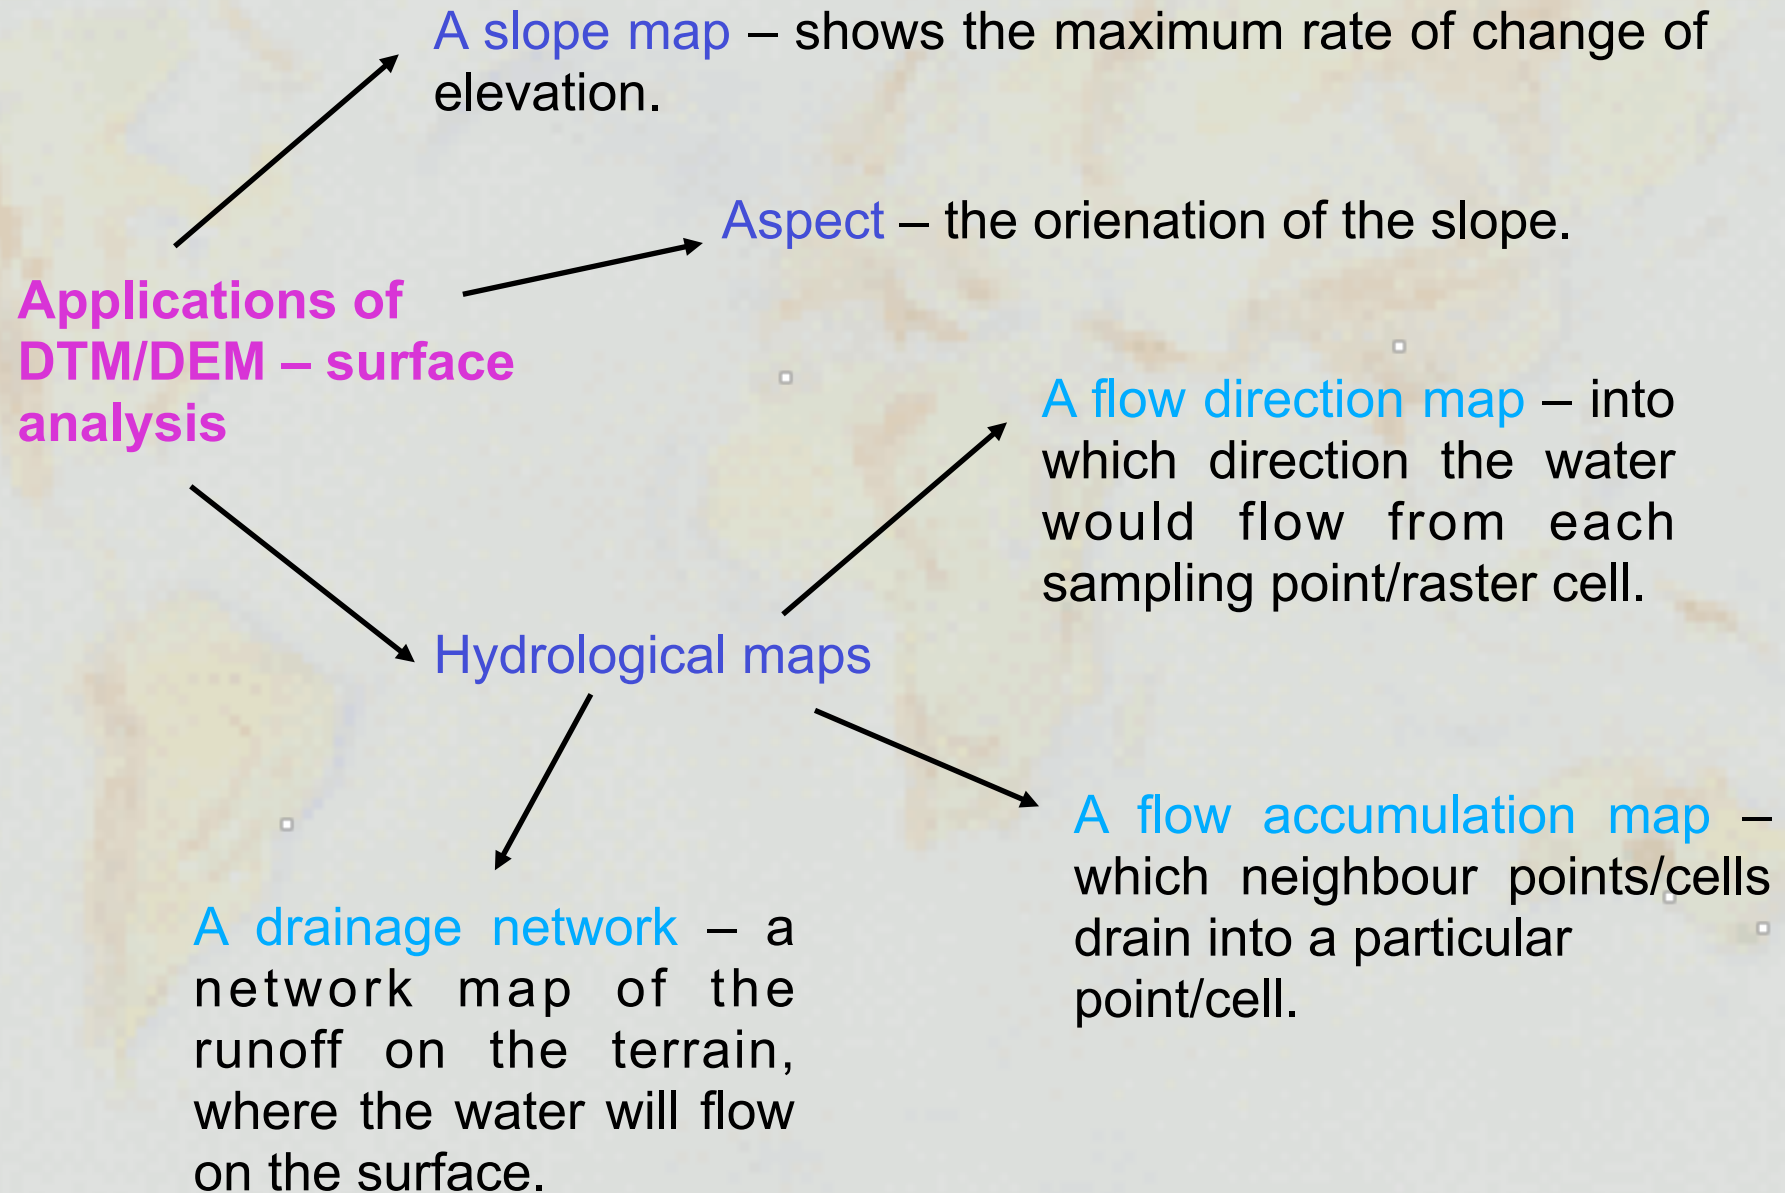 A slope map – shows the maximum rate of change of
elevation.
Aspect – the orienation of the slope.
Applications of
DTM/DEM – surface
analysis
A flow direction map – into
which direction the water
would flow from each
sampling point/raster cell.
Hydrological maps
A flow accumulation map –
which neighbour points/cells
drain into a particular
point/cell.
A drainage network – a
network map of the
runoff on the terrain,
where the water will flow
on the surface.